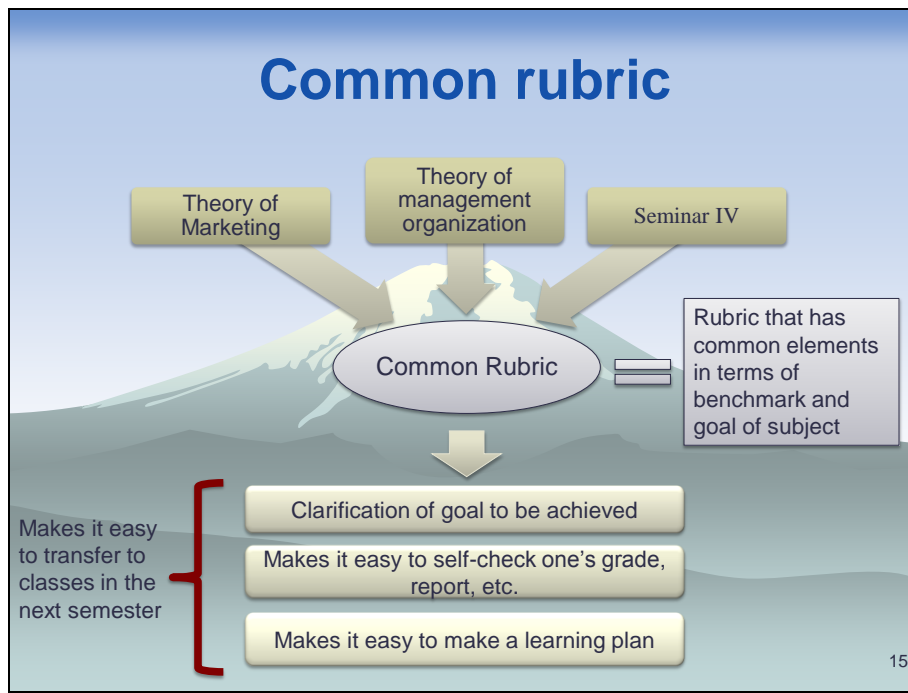 Common rubric
Theory of
Marketing
Theory of
management
organization
Seminar IV
Common Rubric
Rubric that has
common elements
in terms of
benchmark and
goal of subject
Clarification of goal to be achieved
Makes it easy to self-check one’s grade,
report, etc.
Makes it easy to make a learning plan
Makes it easy
to transfer to
classes in the
next semester
15